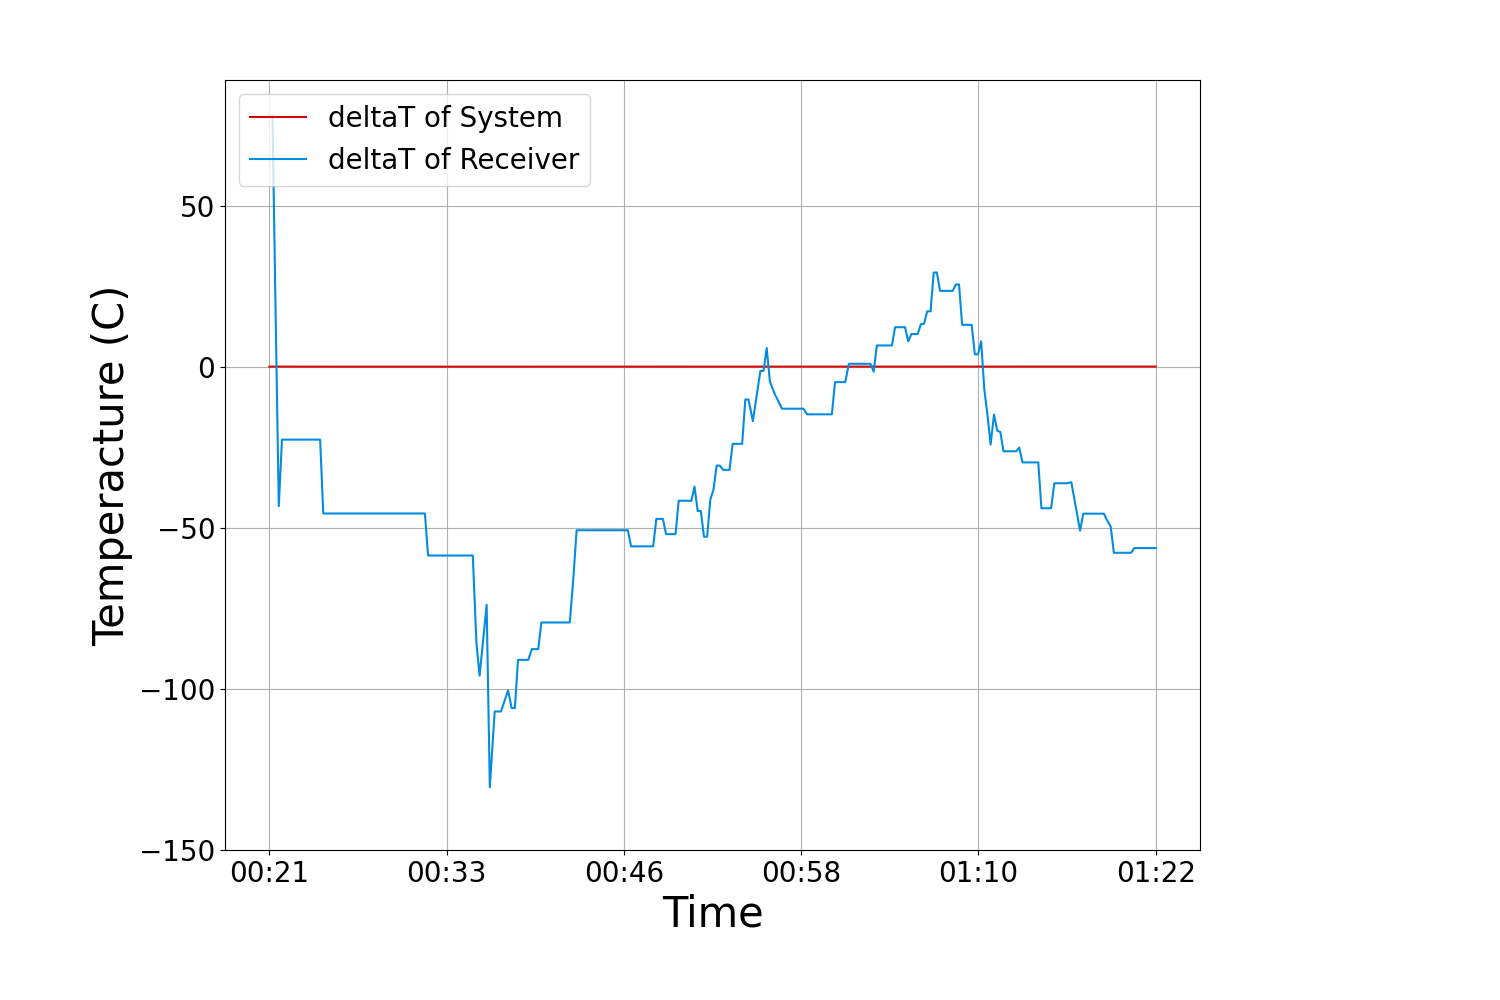 deltaT of System
deltaT of Receiver
50
0
−50
−100
−150
Temperacture (C)
00:21 00:33 00:46 00:58 01:10 01:22
Time